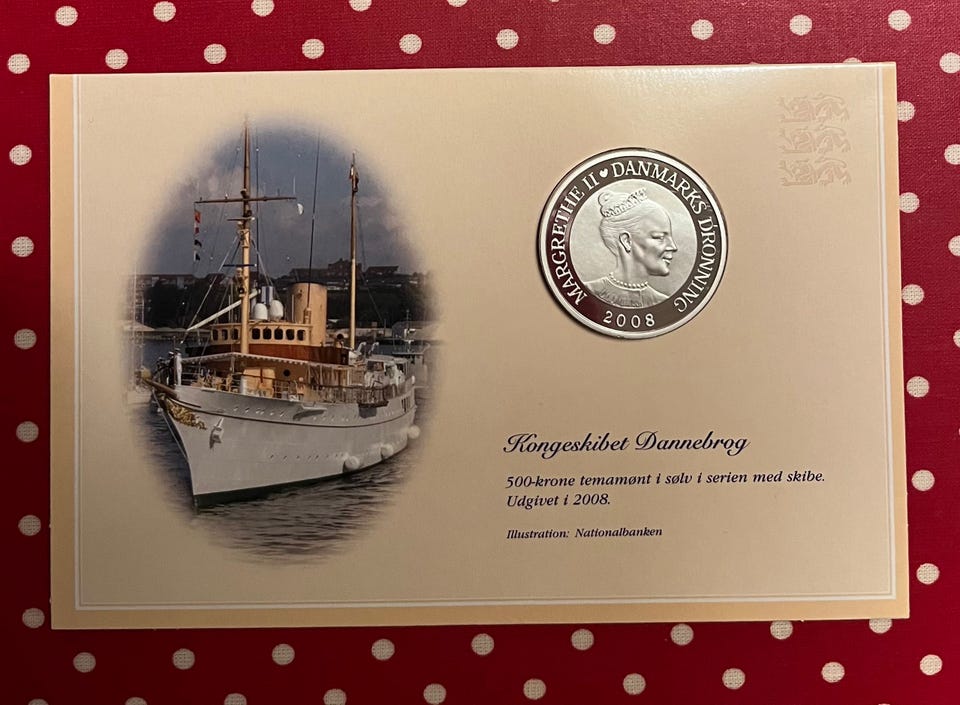 MARGRETHE II ♥ DANMARKS DRONNING
2008
Kongeskibet Dannebrog
500-krone temamønt i sølv i serien med skibe.
Udgivet i 2008.
Illustration: Nationalbanken